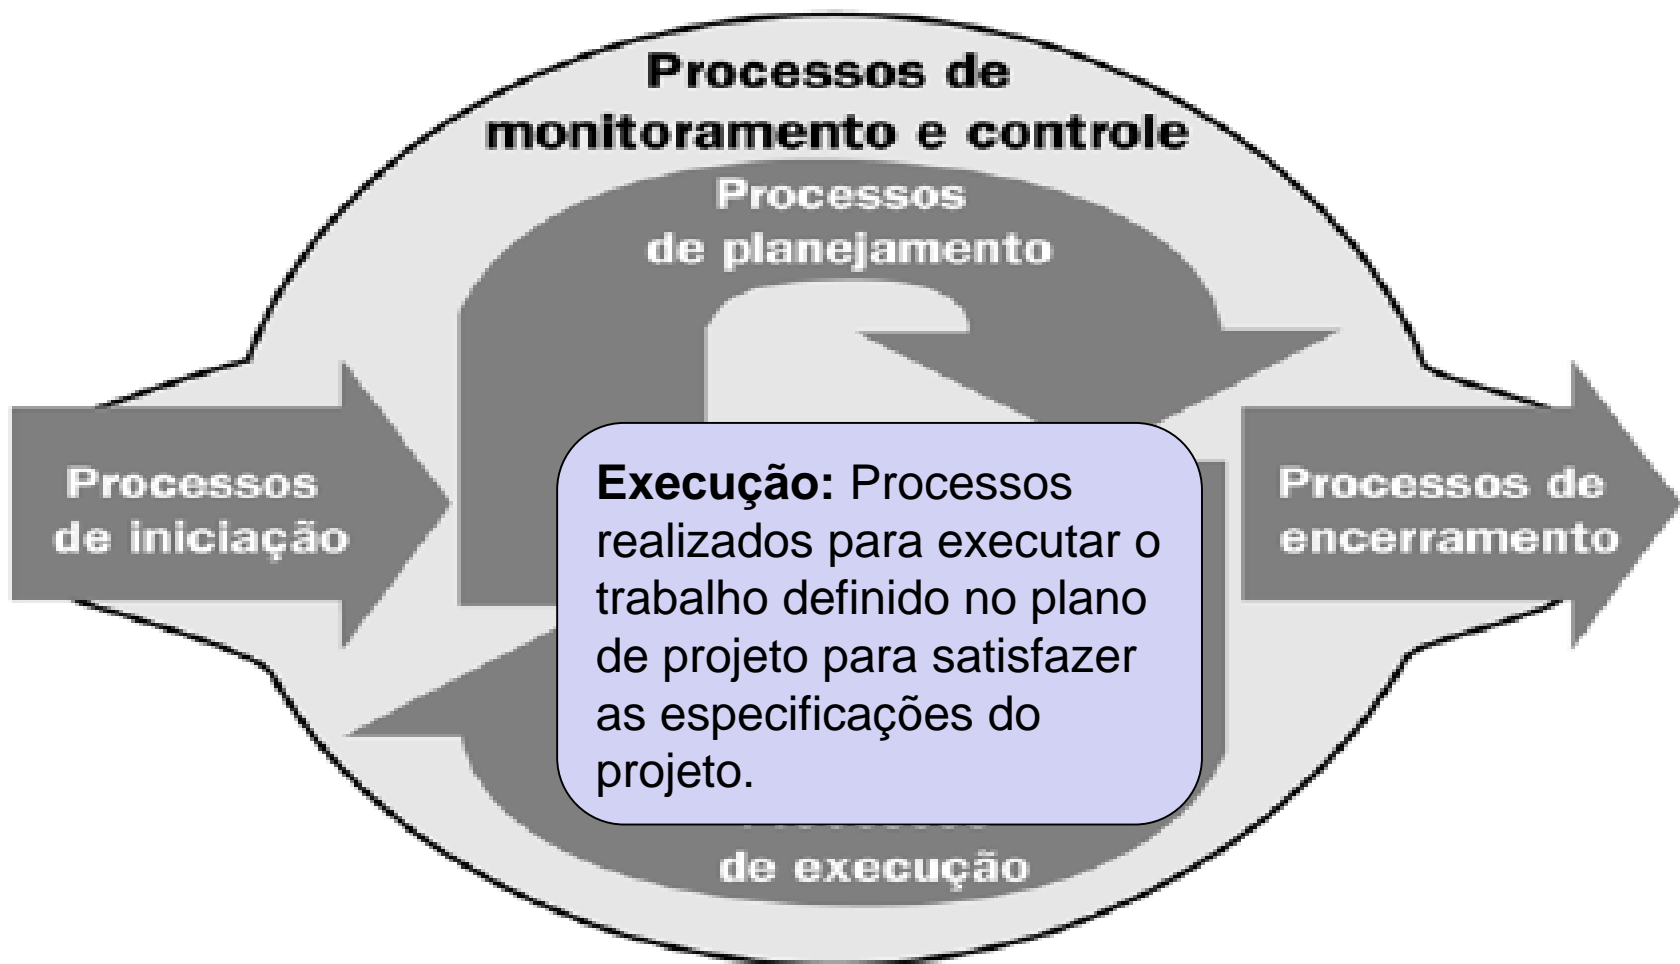 Processos de
monitoramento e controle
Processos
de planejamento
Processos
de iniciação
Execução: Processos
realizados para executar o
trabalho definido no plano
de projeto para satisfazer
as especificações do
projeto.
Processos de
encerramento
de execução